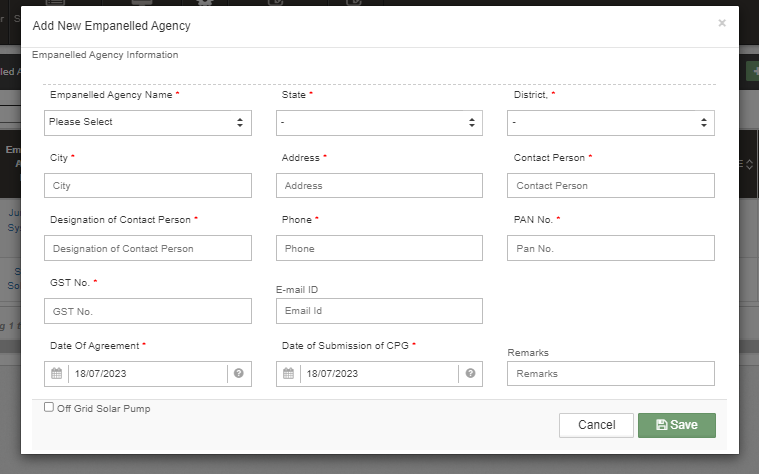 Add New Empanelled Agency ×
Empanelled Agency Information
Empanelled Agency Name * State * District. *
Please Select - -
City * Address * Contact Person *
City Address Contact Person
Designation of Contact Person * Phone * PAN No. *
Designation of Contact Person Phone Pan No.
GST No. * E-mail ID
GST No. Email Id
Date Of Agreement * Date of Submission of CPG * Remarks
18/07/2023 18/07/2023 Remarks
Off Grid Solar Pump
Cancel Save